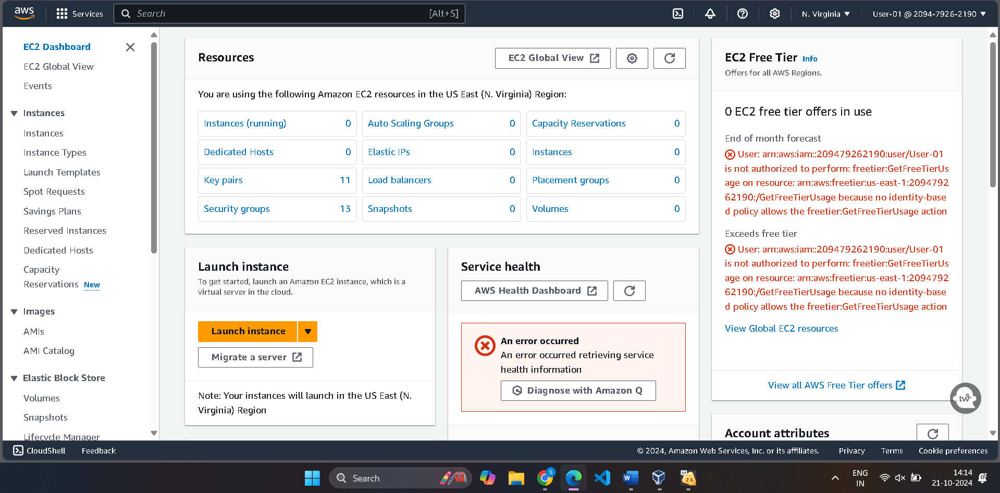 aws
Services
Search
[Alt+S]
N. Virginia ▼
User-01 @ 2094-7926-2190 ▼
EC2 Dashboard
EC2 Global View
Events
Instances
Instances
Instance Types
Launch Templates
Spot Requests
Savings Plans
Reserved Instances
Dedicated Hosts
Capacity
Reservations New
Images
AMIs
AMI Catalog
Elastic Block Store
Volumes
Snapshots
Lifecycle Manager
Resources
EC2 Global View
You are using the following Amazon EC2 resources in the US East (N. Virginia) Region:
Instances (running) 0
Auto Scaling Groups 0
Capacity Reservations 0
Dedicated Hosts 0
Elastic IPs 0
Instances 0
Key pairs 11
Load balancers 0
Placement groups 0
Security groups 13
Snapshots 0
Volumes 0
Launch instance
To get started, launch an Amazon EC2 instance, which is a
virtual server in the cloud.
Launch instance
Migrate a server
Note: Your instances will launch in the US East (N.
Virginia) Region
Service health
AWS Health Dashboard
An error occurred
An error occurred retrieving service
health information
Diagnose with Amazon Q
EC2 Free Tier Info
Offers for all AWS Regions.
0 EC2 free tier offers in use
End of month forecast
User: arn:aws:iam::209479262190:user/User-01
is not authorized to perform: freetier:GetFreeTierUs
age on resource: arn:aws:freetier:us-east-1:2094792
62190:/GetFreeTierUsage because no identity-base
d policy allows the freetier:GetFreeTierUsage action
Exceeds free tier
User: arn:aws:iam::209479262190:user/User-01
is not authorized to perform: freetier:GetFreeTierUs
age on resource: arn:aws:freetier:us-east-1:2094792
62190:/GetFreeTierUsage because no identity-base
d policy allows the freetier:GetFreeTierUsage action
View Global EC2 resources
View all AWS Free Tier offers
Account attributes
CloudShell
Feedback
© 2024, Amazon Web Services, Inc. or its affiliates.
Privacy
Terms
Cookie preferences
Search
S
W
64
2.6
ENG
IN
14:14
21-10-2024